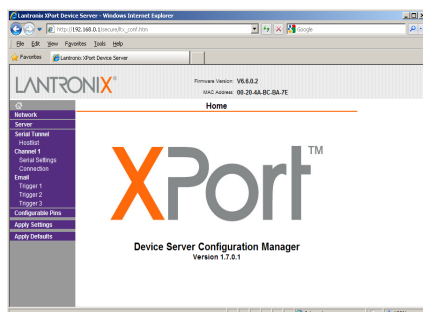 Lantronix XPort Device Server - Windows Internet Explorer
http://192.168.0.1/secure/ltx_conf.htm
Google
File Edit View Favorites Tools Help
Favorites Lantronix XPort Device Server
LANTRONIX®
Firmware Version: V6.6.0.2
MAC Address: 00-20-4A-BC-BA-7E
Home
Network
Server
Serial Tunnel
Hostlist
Channel 1
Serial Settings
Connection
Email
Trigger 1
Trigger 2
Trigger 3
Configurable Pins
Apply Settings
Apply Defaults
XPort™
Device Server Configuration Manager
Version 1.7.0.1